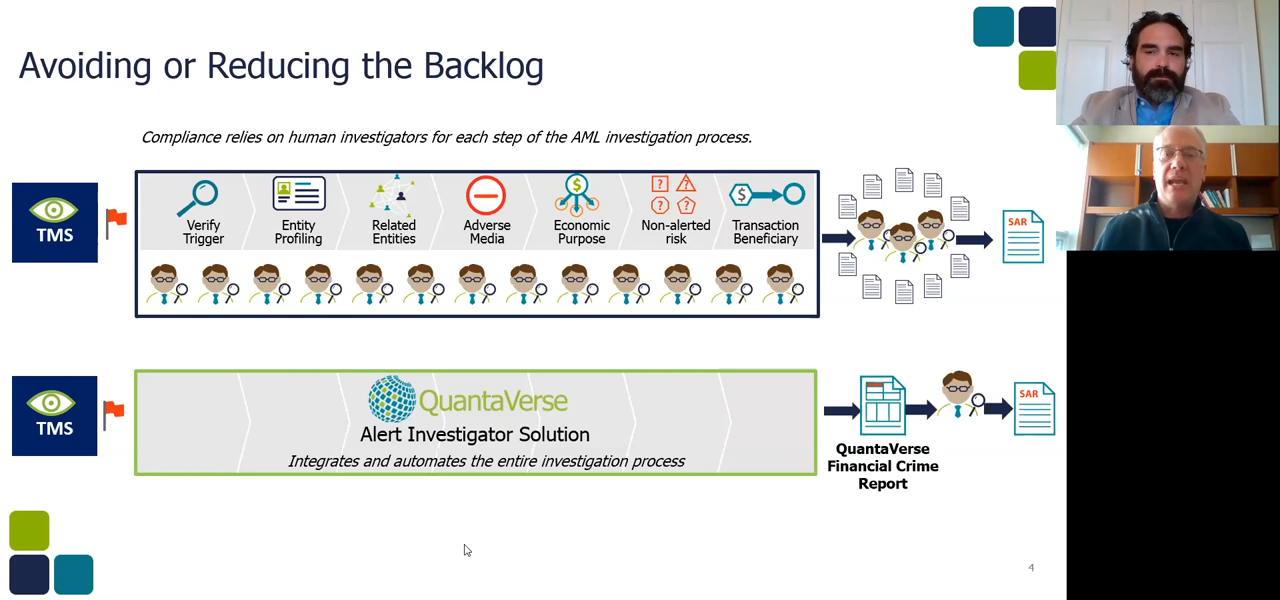 Avoiding or Reducing the Backlog
Compliance relies on human investigators for each step of the AML investigation process.
TMS
Verify
Trigger
Entity
Profiling
Related
Entities
Adverse
Media
$
Economic
Purpose
? ?
? ?
Non-alerted
risk
$
Transaction
Beneficiary
SAR
TMS
QuantaVerse
Alert Investigator Solution
Integrates and automates the entire investigation process
QuantaVerse
Financial Crime
Report
SAR
4